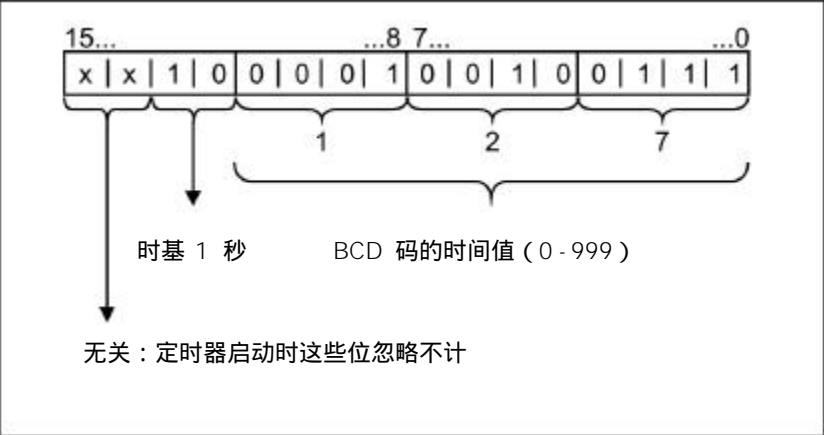 15... ...8 7... ...0
x | x | 1 | 0 | 0 | 0 | 0 | 1 | 0 | 0 | 1 | 0 | 0 | 1 | 1 | 1
1 2 7
时基 1 秒 BCD 码的时间值(0-999)
无关:定时器启动时这些位忽略不计